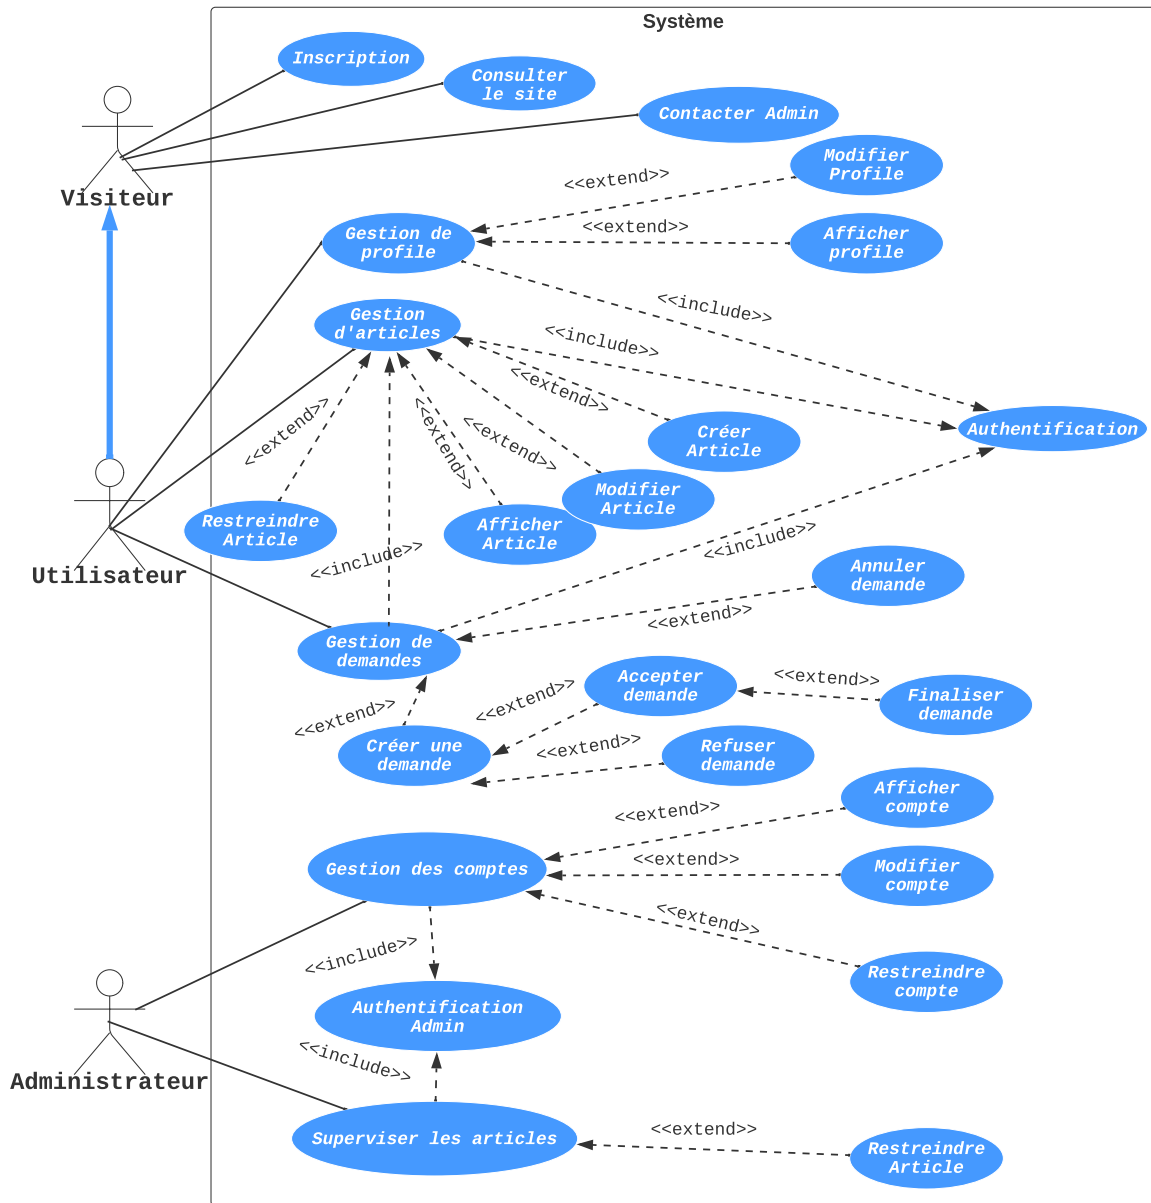 Système
Inscription
Consulter
le site
Contacter Admin
Visiteur
Modifier
Profile
<<extend>>
Gestion de
profile
<<extend>>
Afficher
profile
<<include>>
Gestion
d'articles
<<include>>
<<extend>>
<<extend>>
<<extend>>
<<extend>>
Créer
Article
Authentification
Modifier
Article
Restreindre
Article
Afficher
Article
<<include>>
<<include>>
Utilisateur
Annuler
demande
<<extend>>
Gestion de
demandes
Accepter
demande
<<extend>>
Finaliser
demande
<<extend>>
<<extend>>
Créer une
demande
<<extend>>
Refuser
demande
Afficher
compte
<<extend>>
Gestion des comptes
<<extend>>
Modifier
compte
<<extend>>
<<include>>
Restreindre
compte
Authentification
Admin
Administrateur
<<include>>
Superviser les articles
<<extend>>
Restreindre
Article